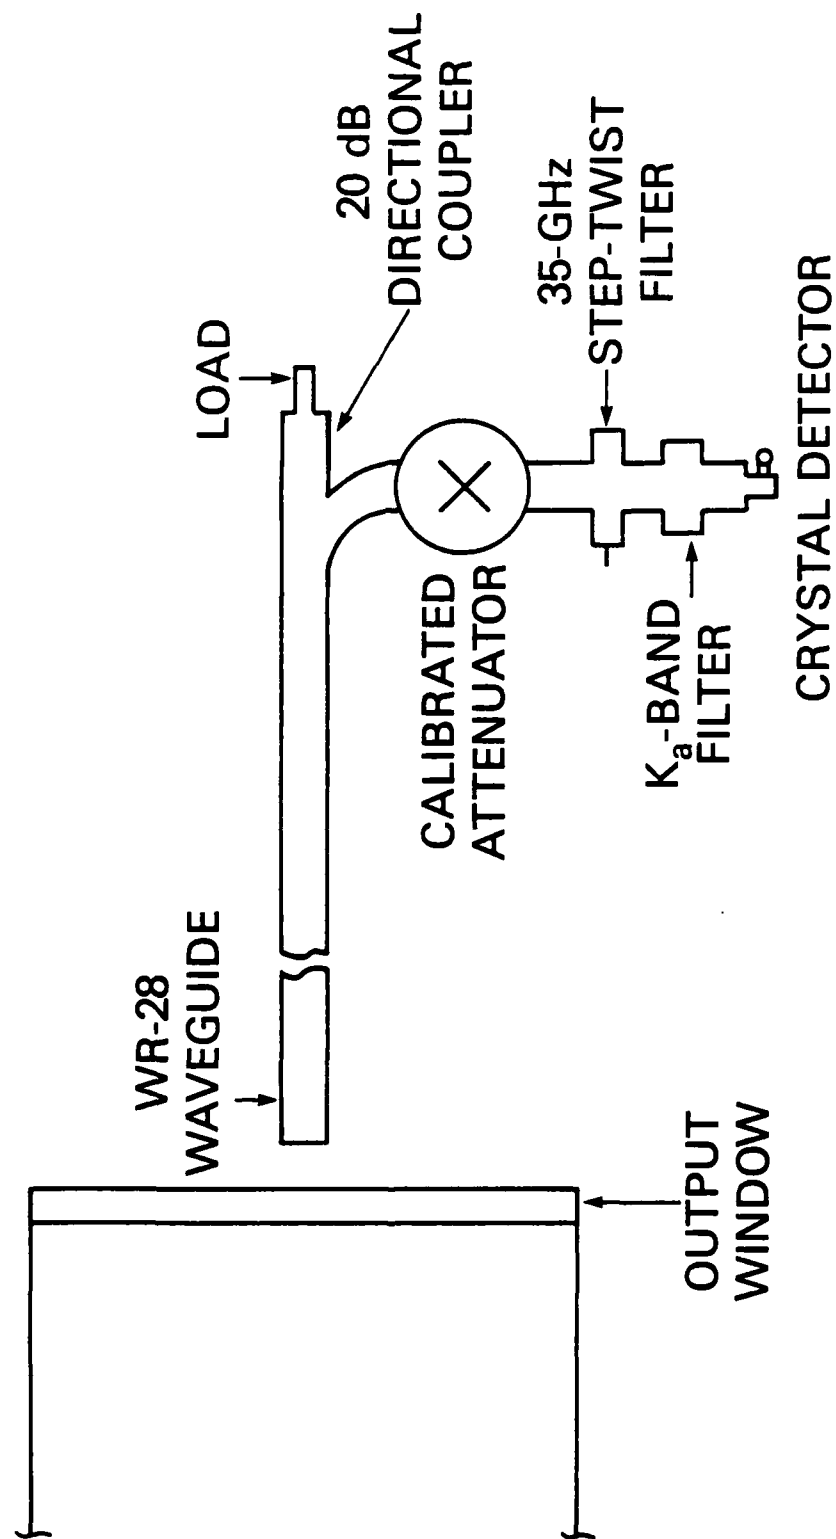 WR-28
WAVEGUIDE
LOAD
20 dB
DIRECTIONAL
COUPLER
CALIBRATED
ATTENUATOR
35-GHz
STEP-TWIST
FILTER
OUTPUT
WINDOW
Ka-BAND
FILTER
CRYSTAL DETECTOR